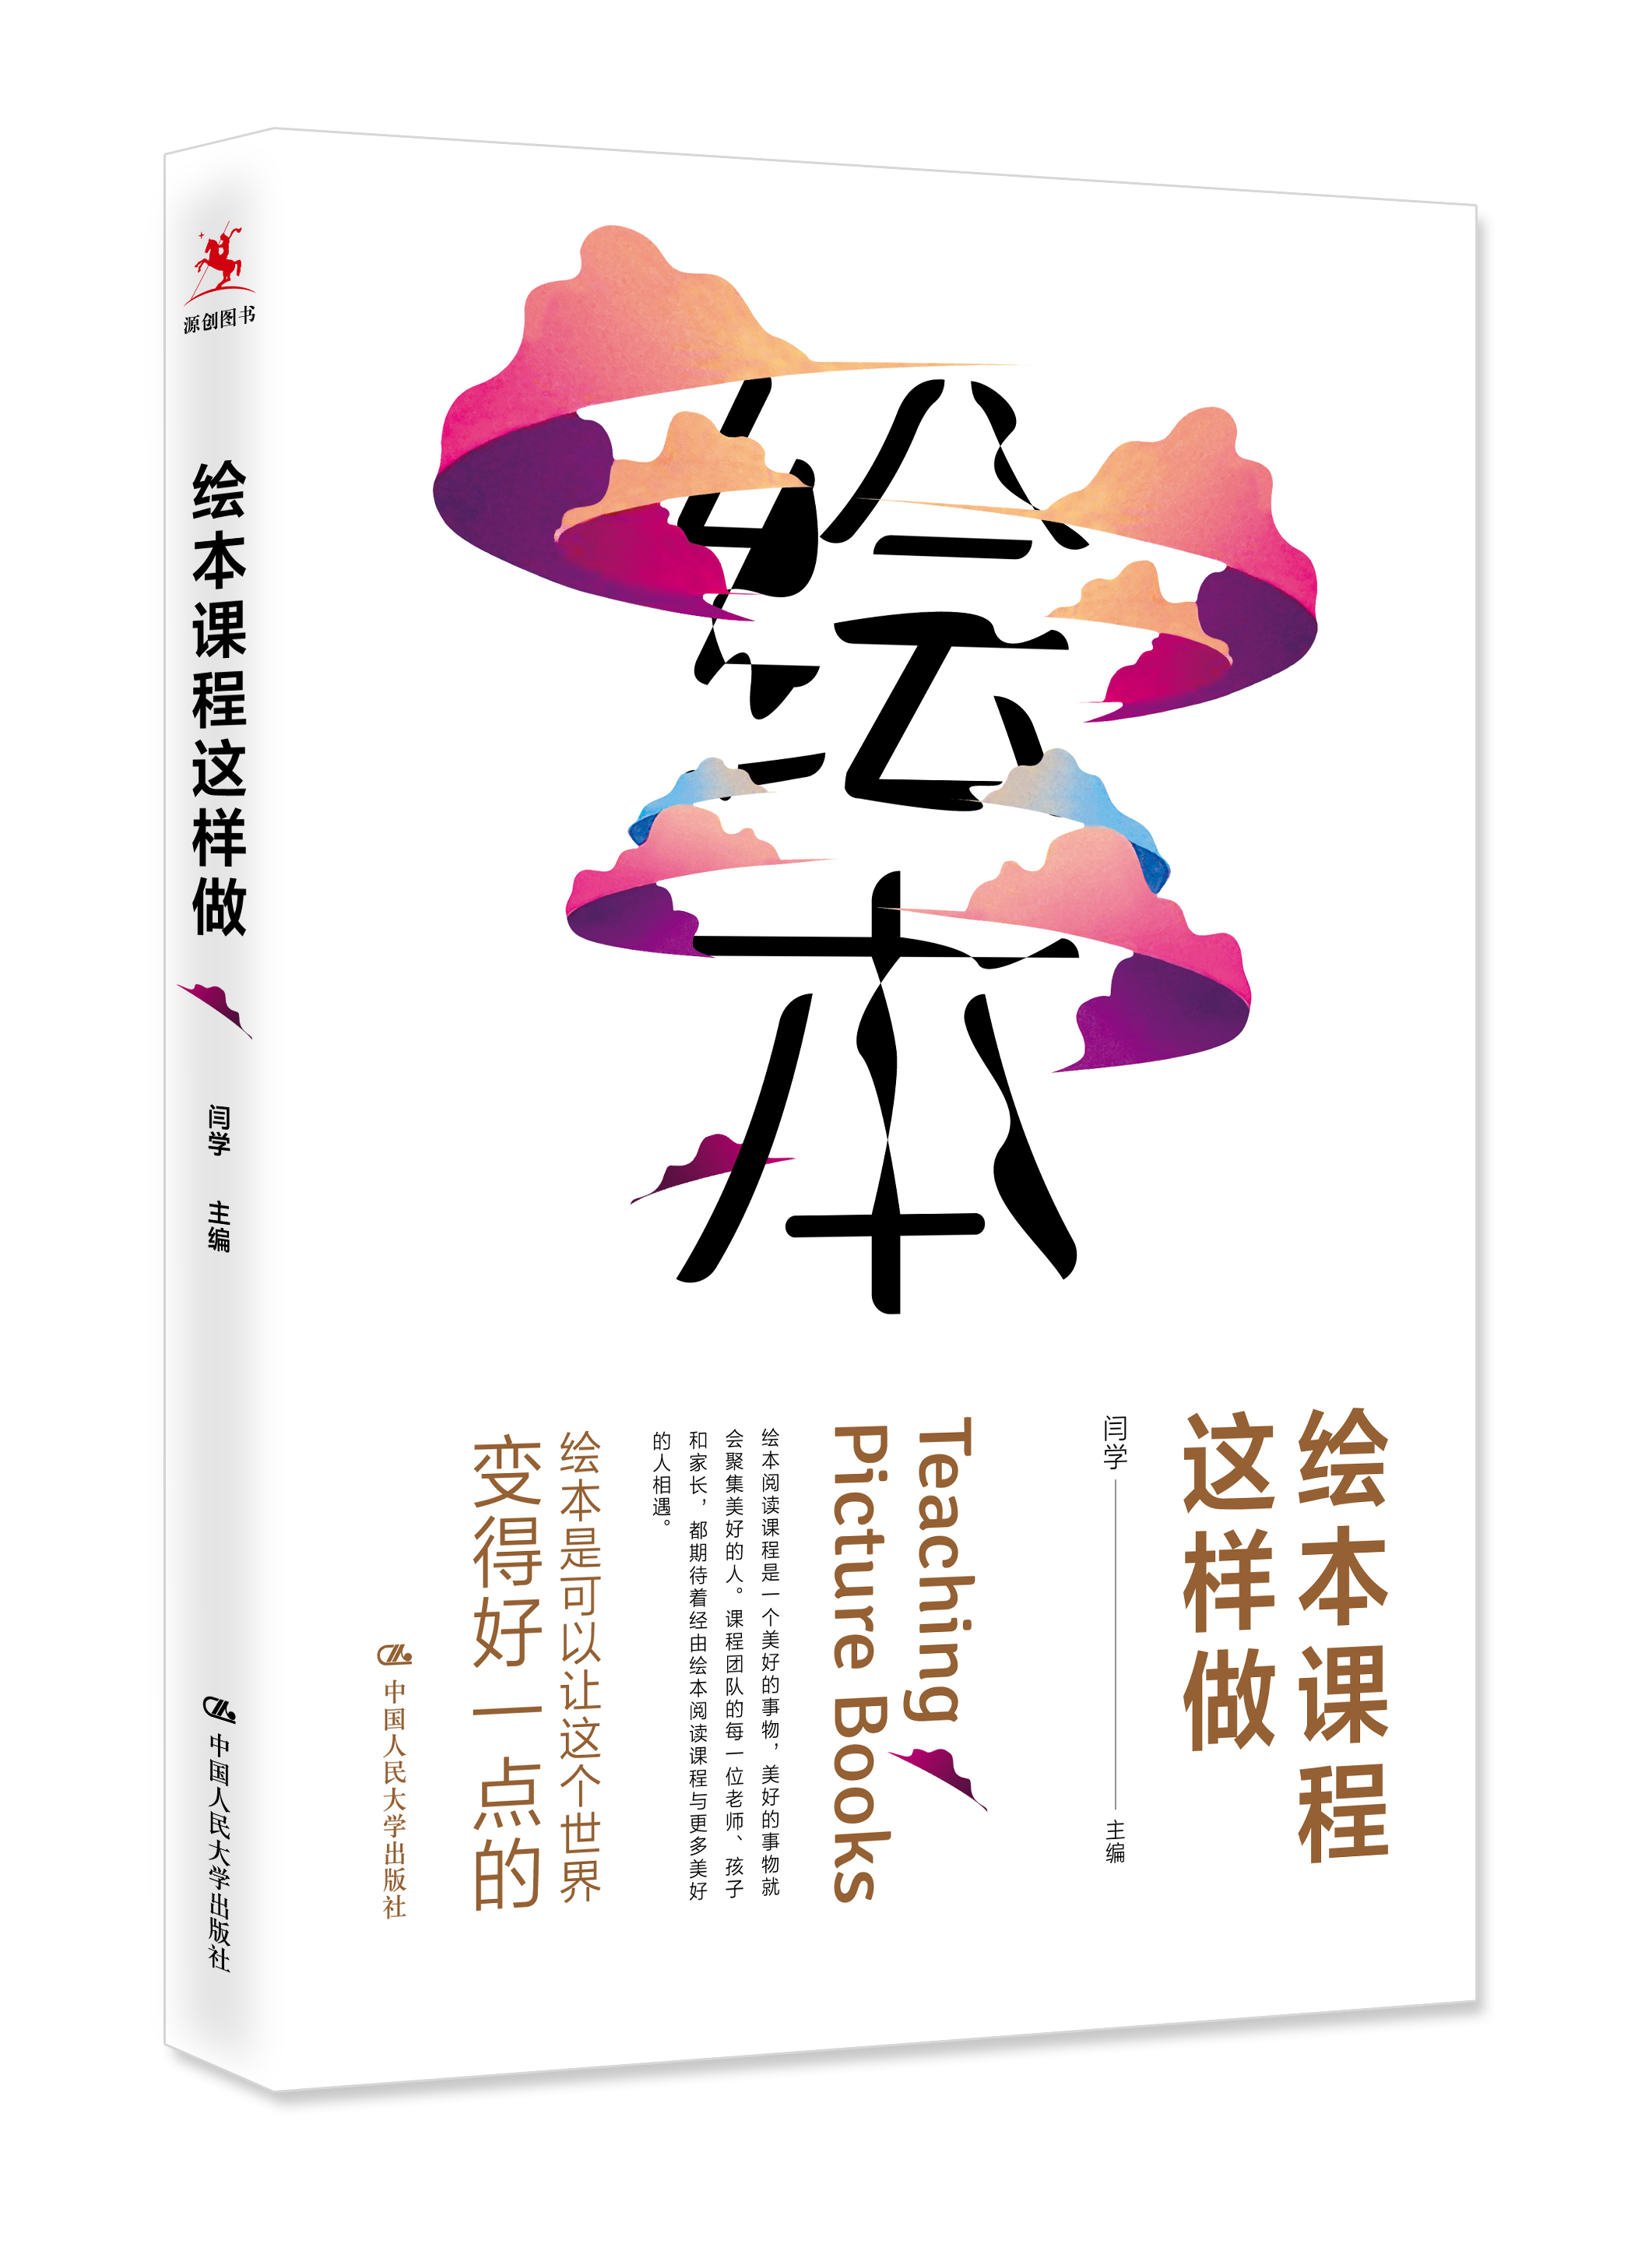 源创图书
绘本课程这样做
闫学 主编
中国人民大学出版社
绘本
绘本课程
这样做
闫学
主编
Teaching
Picture Books
绘本阅读课程是一个美好的事物，美好的事物就
会聚集美好的人。课程团队的每一位老师、孩子
和家长，都期待着经由绘本阅读课程与更多美好
的人相遇。
绘本是可以让这个世界
变得好一点的
中国人民大学出版社